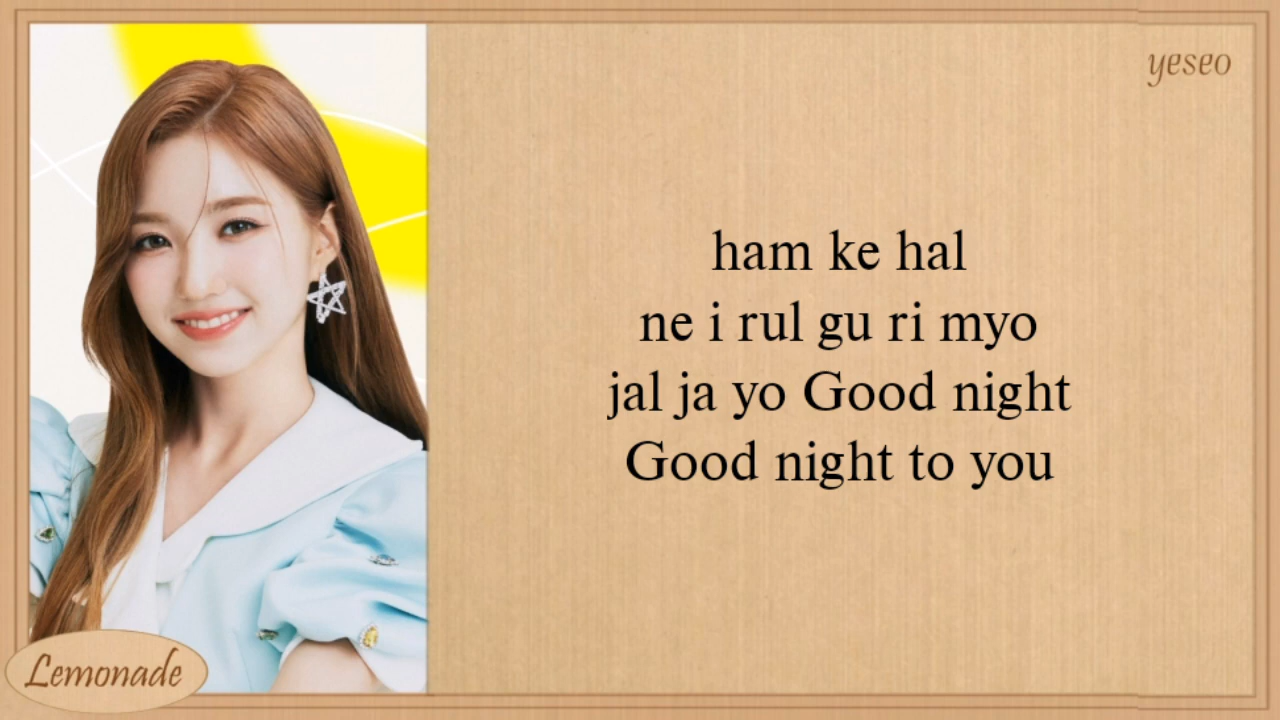 yeseo
ham ke hal
ne i rul gu ri myo
jal ja yo Good night
Good night to you
Lemonade